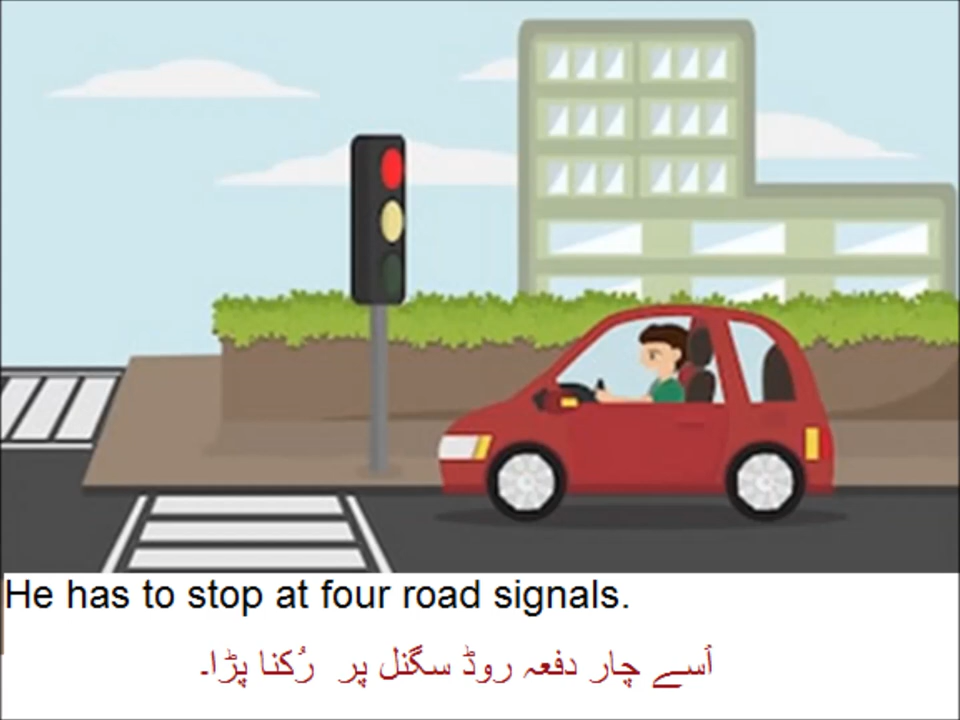 He has to stop at four road signals.
اُسے چار دفعہ روڈ سگنل پر رُکنا پڑا۔